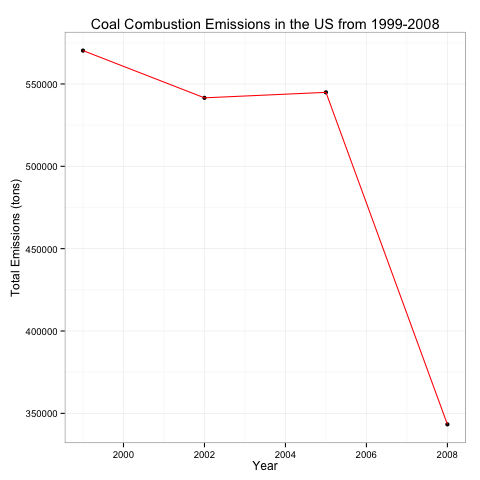 Coal Combustion Emissions in the US from 1999-2008
Total Emissions (tons)
550000
500000
450000
400000
350000
2000 2002 2004 2006 2008
Year